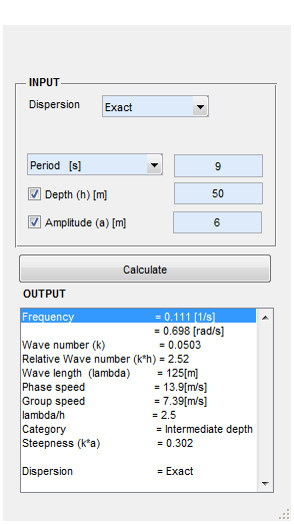 INPUT
Dispersion Exact
Period [s] 9
Depth (h) [m] 50
Amplitude (a) [m] 6
Calculate
OUTPUT
Frequency = 0.111 [1/s]
= 0.698 [rad/s]
Wave number (k) = 0.0503
Relative Wave number (k*h) = 2.52
Wave length (lambda) = 125[m]
Phase speed = 13.9[m/s]
Group speed = 7.39[m/s]
lambda/h = 2.5
Category = Intermediate depth
Steepness (k*a) = 0.302
Dispersion = Exact